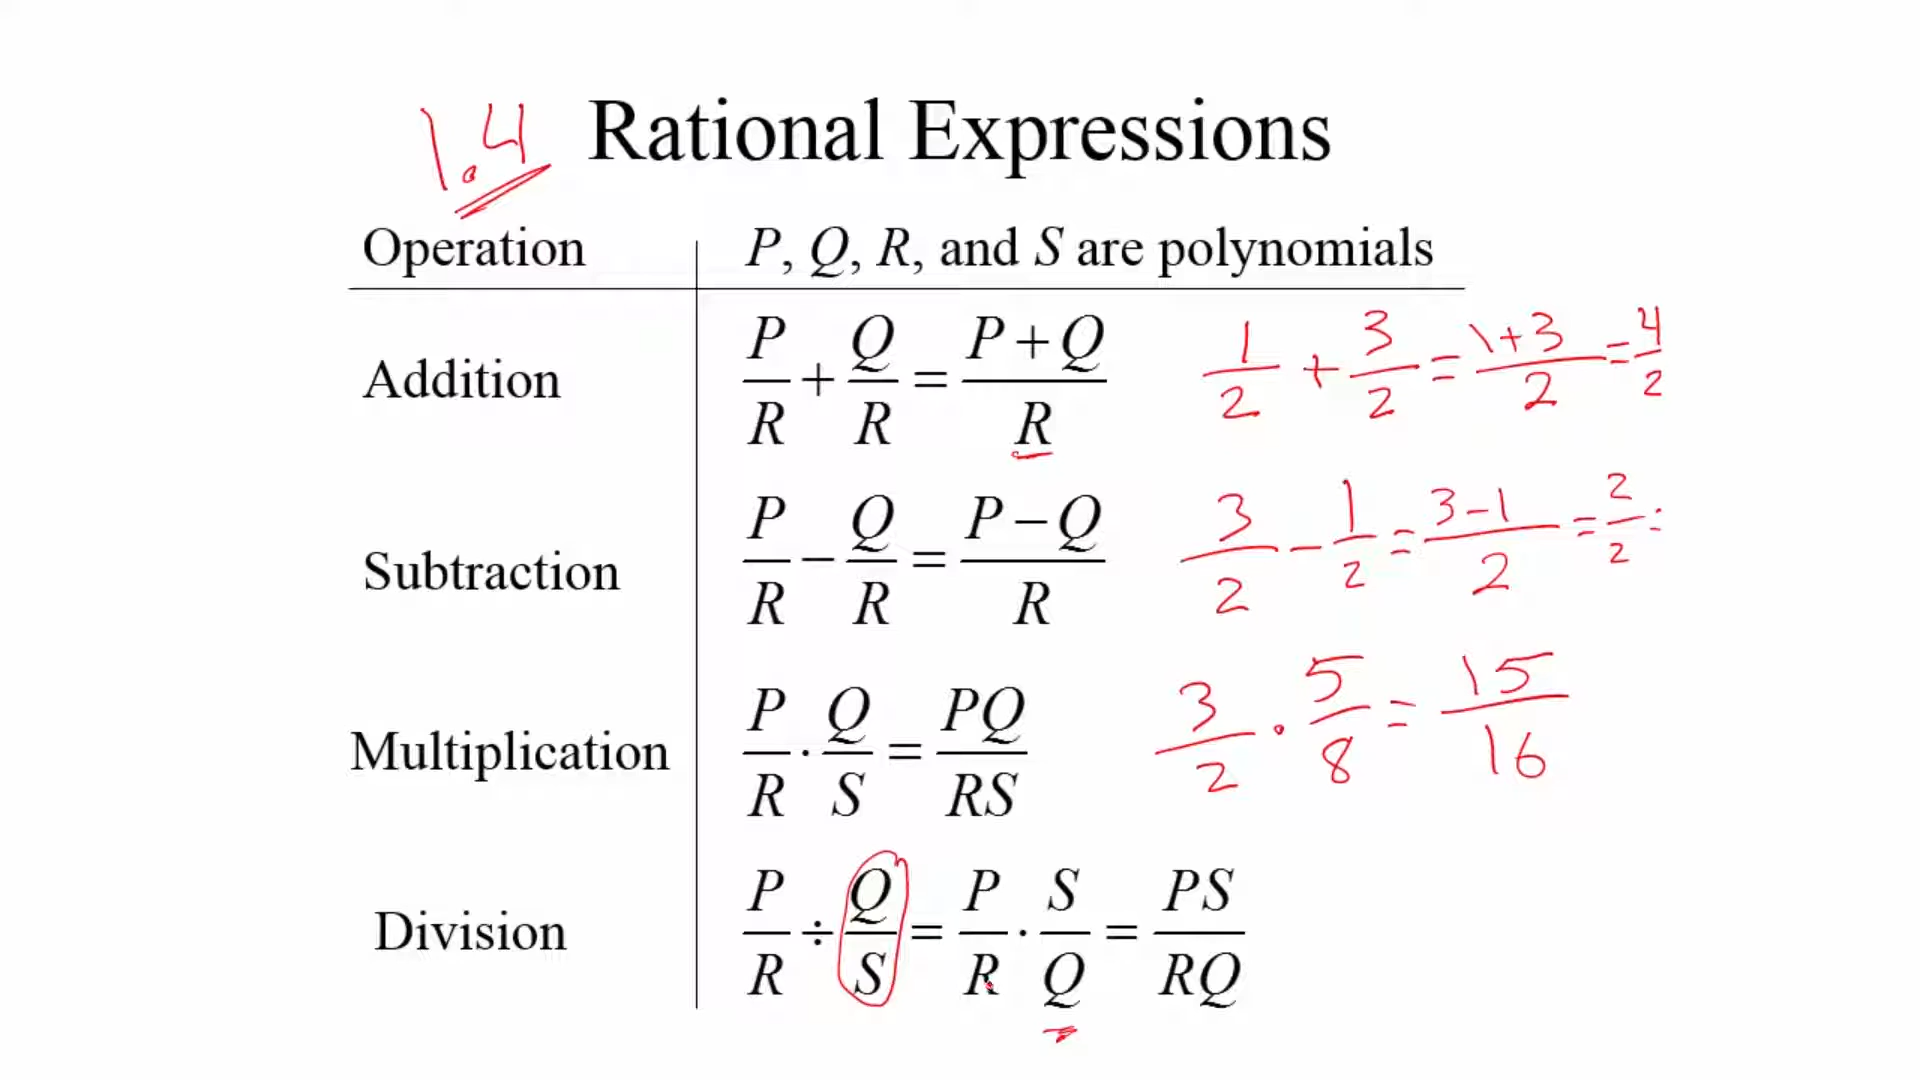 1.4 Rational Expressions
Operation P, Q, R, and S are polynomials
Addition P/R + Q/R = (P + Q)/R 1/2 + 3/2 = (1+3)/2 = 4/2
Subtraction P/R − Q/R = (P − Q)/R 3/2 − 1/2 = (3−1)/2 = 2/2 =
Multiplication P/R · Q/S = PQ/RS 3/2 · 5/8 = 15/16
Division P/R ÷ Q/S = P/R · S/Q = PS/RQ